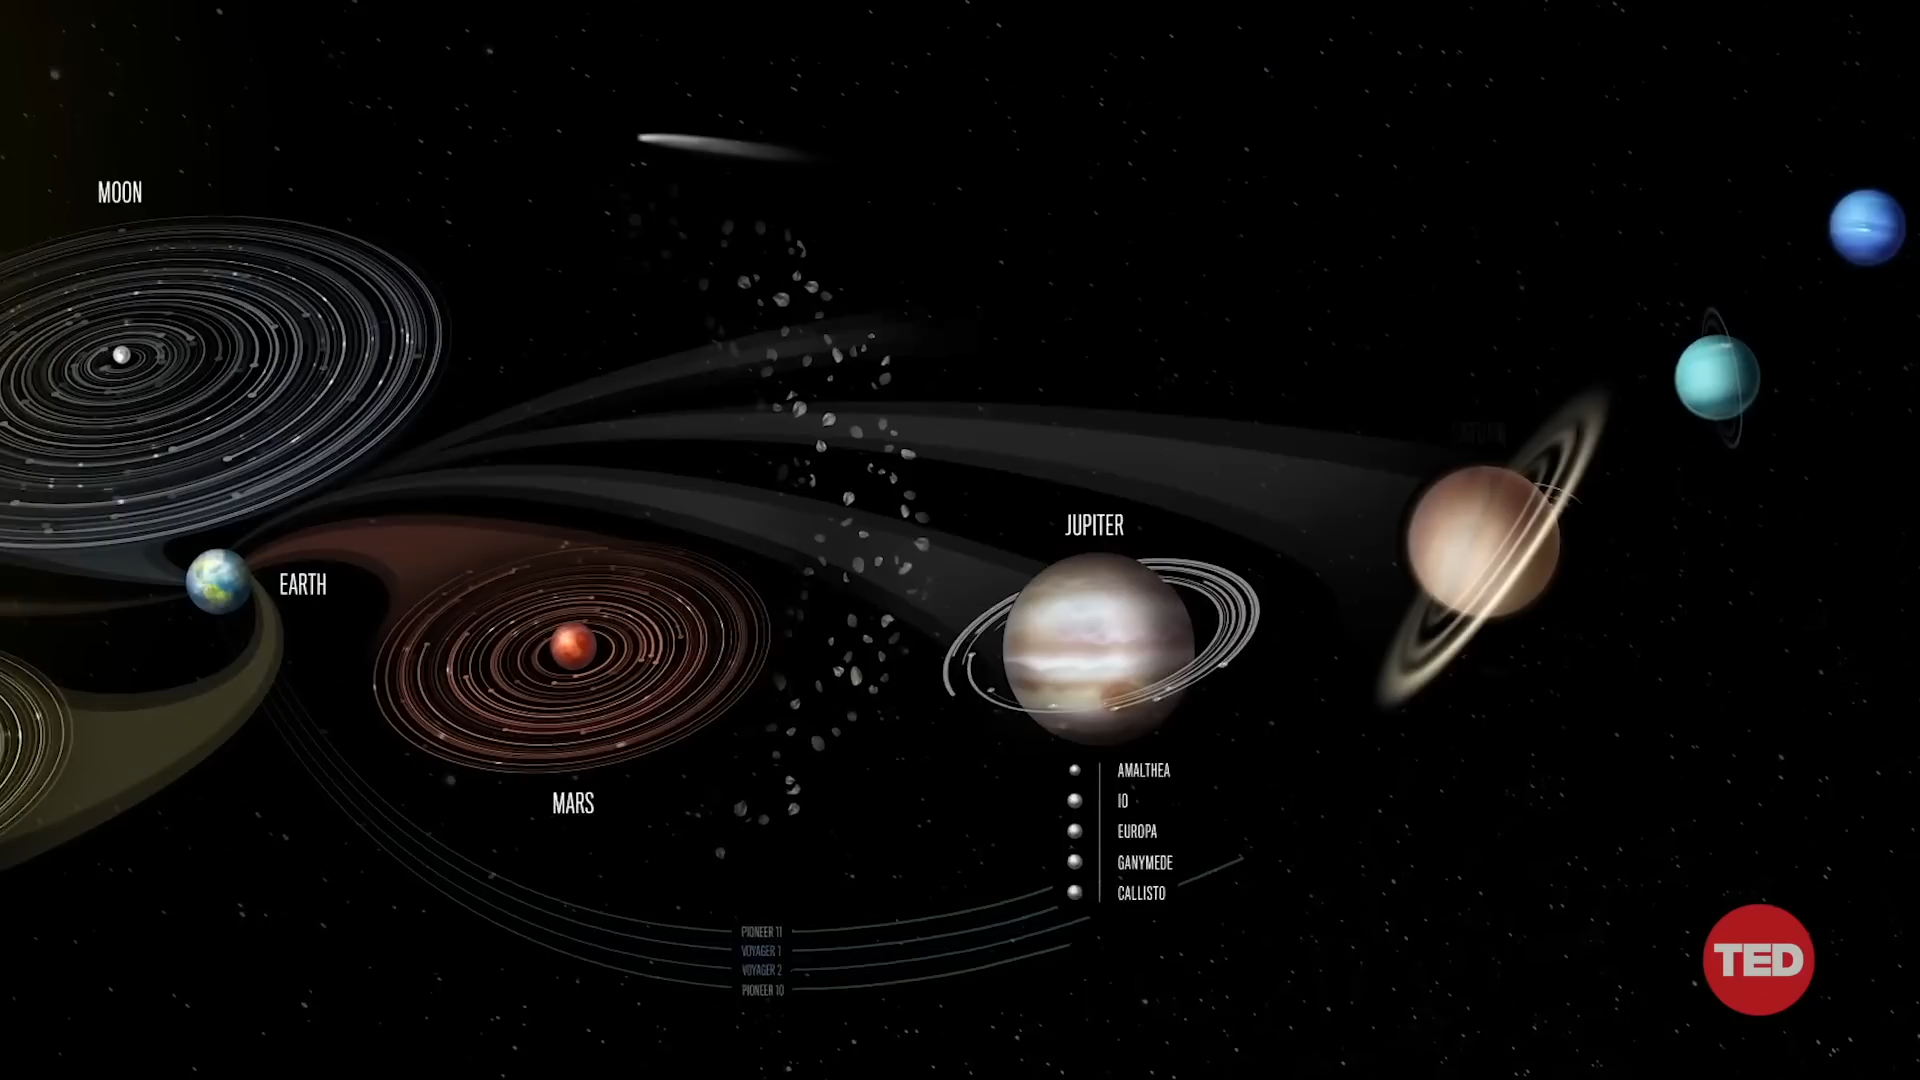 MOON
EARTH
MARS
JUPITER
AMALTHEA
IO
EUROPA
GANYMEDE
CALLISTO
PIONEER 11
VOYAGER 1
VOYAGER 2
PIONEER 10
TED